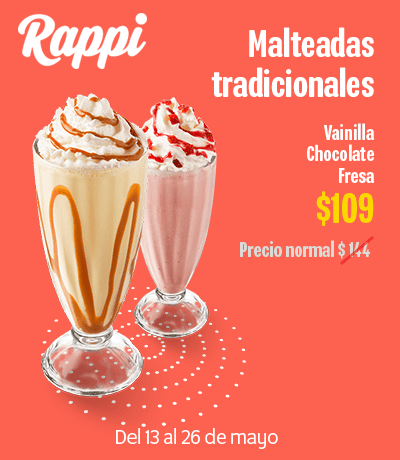 Rappi
Malteadas
tradicionales
Vainilla
Chocolate
Fresa
$109
Precio normal $ 144
Del 13 al 26 de mayo